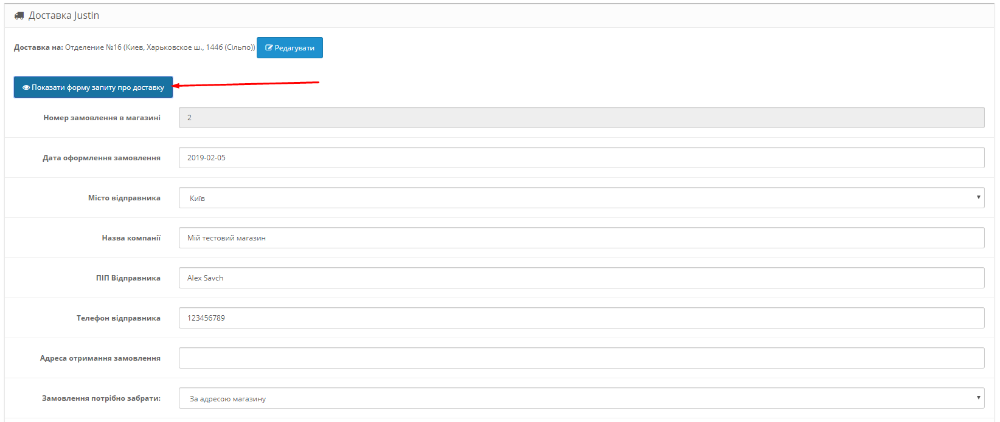 Доставка Justin
Доставка на: Отделение №16 (Киев, Харьковское ш., 144б (Сільпо)) Редагувати
Показати форму запиту про доставку
Номер замовлення в магазині 2
Дата оформлення замовлення 2019-02-05
Місто відправника Київ
Назва компанії Мій тестовий магазин
ПІП Відправника Alex Savch
Телефон відправника 123456789
Адреса отримання замовлення
Замовлення потрібно забрати: За адресою магазину